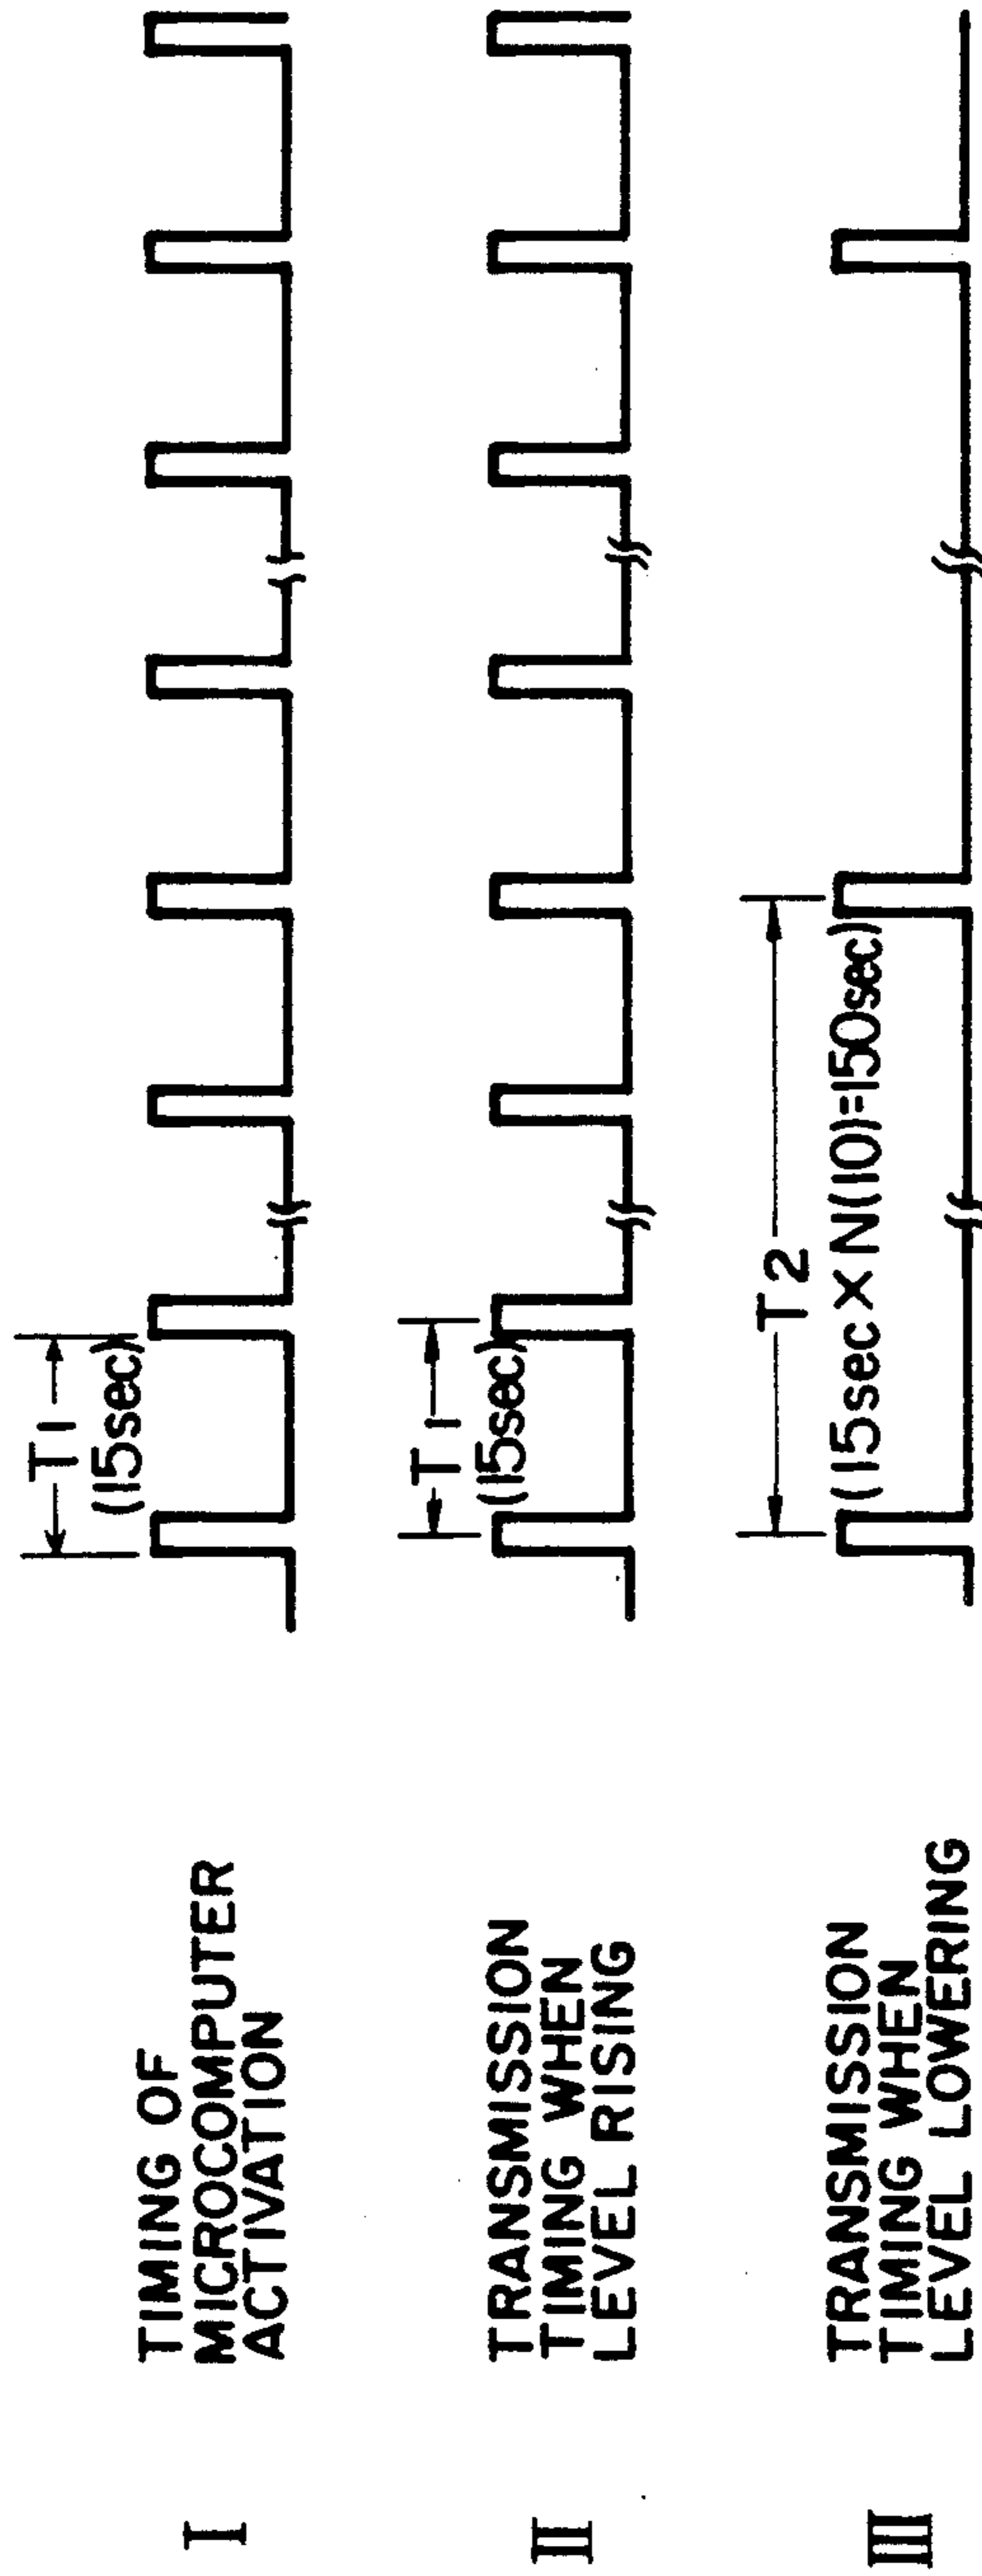 I
TIMING OF
MICROCOMPUTER
ACTIVATION
T1
(15sec)
II
TRANSMISSION
TIMING WHEN
LEVEL RISING
T1
(15sec)
III
TRANSMISSION
TIMING WHEN
LEVEL LOWERING
T2
(15sec×N(10)=150sec)